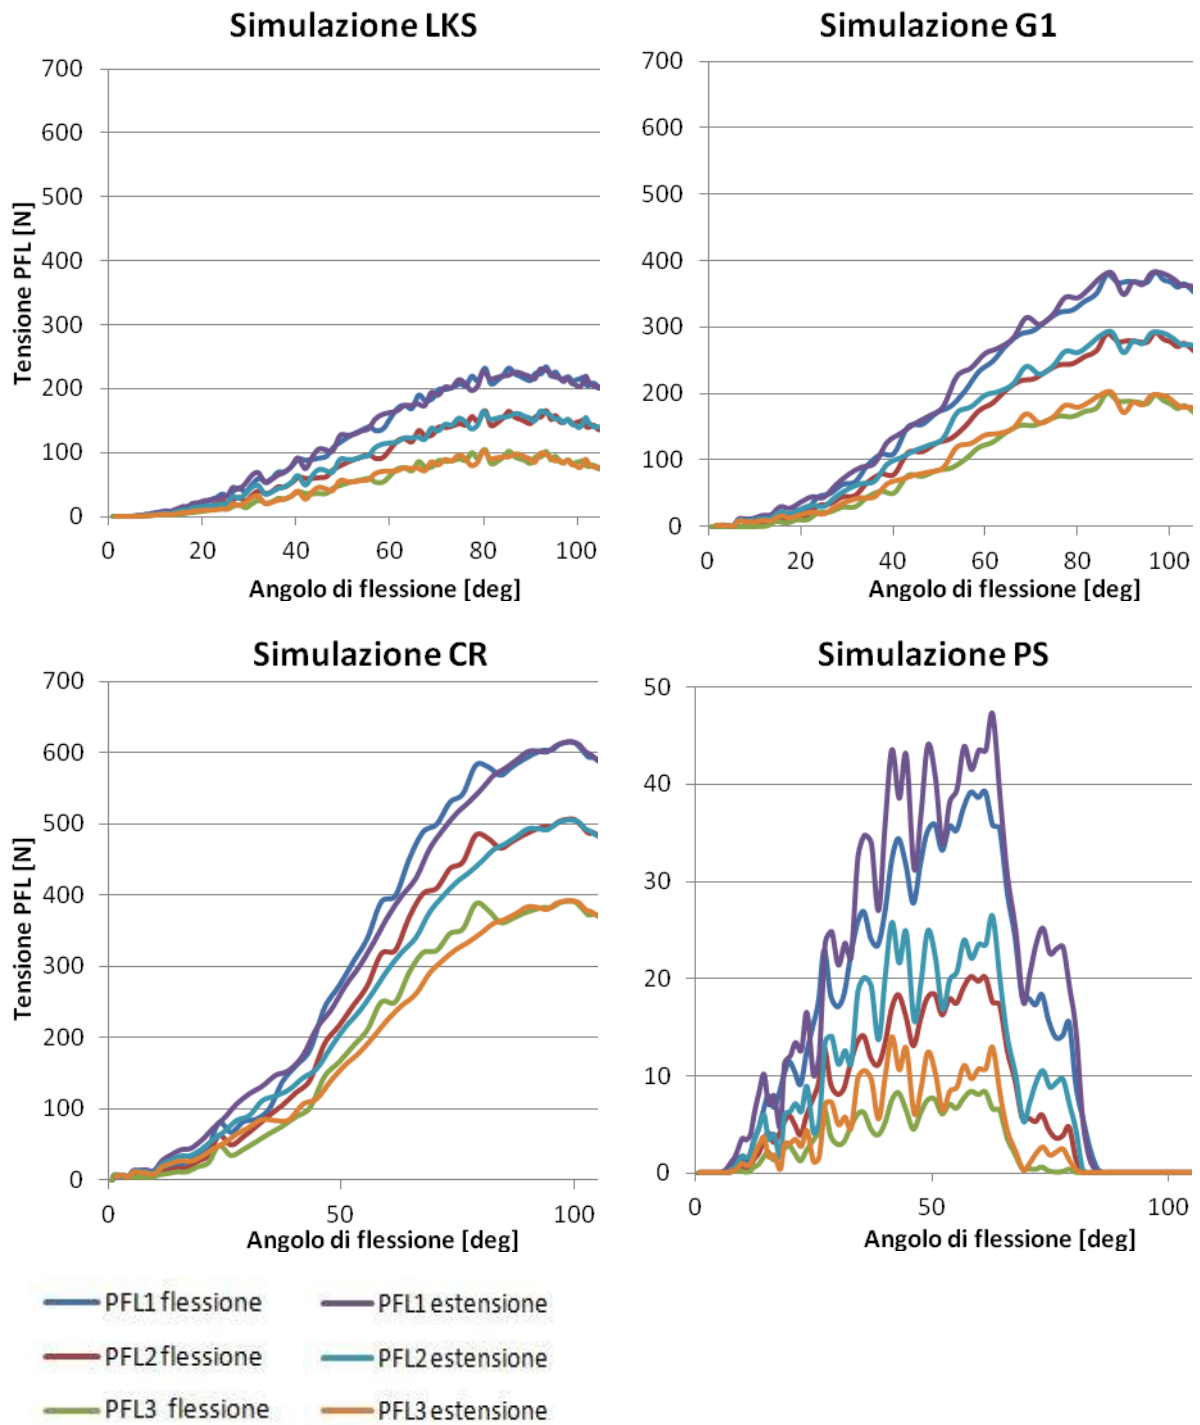 Simulazione LKS
700
600
500
400
300
200
100
0
Tensione PFL [N]
0 20 40 60 80 100
Angolo di flessione [deg]
Simulazione G1
700
600
500
400
300
200
100
0
0 20 40 60 80 100
Angolo di flessione [deg]
Simulazione CR
700
600
500
400
300
200
100
0
Tensione PFL [N]
0 50 100
Angolo di flessione [deg]
Simulazione PS
50
40
30
20
10
0
0 50 100
Angolo di flessione [deg]
PFL1 flessione PFL1 estensione
PFL2 flessione PFL2 estensione
PFL3 flessione PFL3 estensione